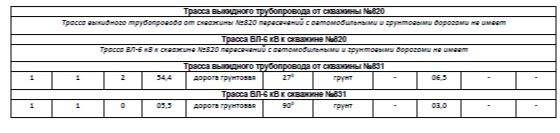 Трасса выкидного трубопровода от скважины №820
Трасса выкидного трубопровода от скважины №820 пересечений с автомобильными и грунтовыми дорогами не имеет
Трасса ВЛ-6 кВ к скважине №820
Трасса ВЛ-6 кВ к скважине №820 пересечений с автомобильными и грунтовыми дорогами не имеет
Трасса выкидного трубопровода от скважины №831
1 1 2 54,4 дорога грунтовая 27° грунт - 06,5 - -
Трасса ВЛ-6 кВ к скважине №831
1 1 0 05,5 дорога грунтовая 90° грунт - 03,0 - -